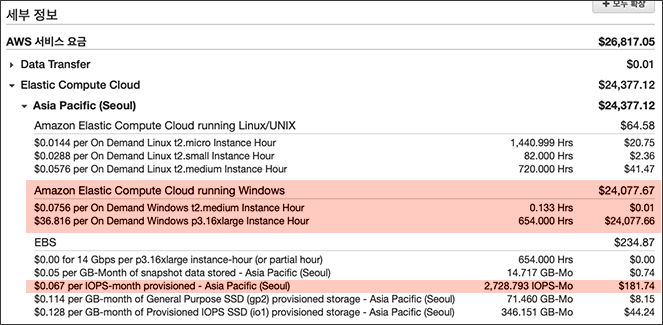 + 모두 확장
세부 정보
AWS 서비스 요금 $26,817.05
Data Transfer $0.01
Elastic Compute Cloud $24,377.12
Asia Pacific (Seoul) $24,377.12
Amazon Elastic Compute Cloud running Linux/UNIX $64.58
$0.0144 per On Demand Linux t2.micro Instance Hour 1,440.999 Hrs $20.75
$0.0288 per On Demand Linux t2.small Instance Hour 82.000 Hrs $2.36
$0.0576 per On Demand Linux t2.medium Instance Hour 720.000 Hrs $41.47
Amazon Elastic Compute Cloud running Windows $24,077.67
$0.0756 per On Demand Windows t2.medium Instance Hour 0.133 Hrs $0.01
$36.816 per On Demand Windows p3.16xlarge Instance Hour 654.000 Hrs $24,077.66
EBS $234.87
$0.00 for 14 Gbps per p3.16xlarge instance-hour (or partial hour) 654.000 Hrs $0.00
$0.05 per GB-Month of snapshot data stored - Asia Pacific (Seoul) 14.717 GB-Mo $0.74
$0.067 per IOPS-month provisioned - Asia Pacific (Seoul) 2,728.793 IOPS-Mo $181.74
$0.114 per GB-month of General Purpose SSD (gp2) provisioned storage - Asia Pacific (Seoul) 71.460 GB-Mo $8.15
$0.128 per GB-month of Provisioned IOPS SSD (io1) provisioned storage - Asia Pacific (Seoul) 346.151 GB-Mo $44.24